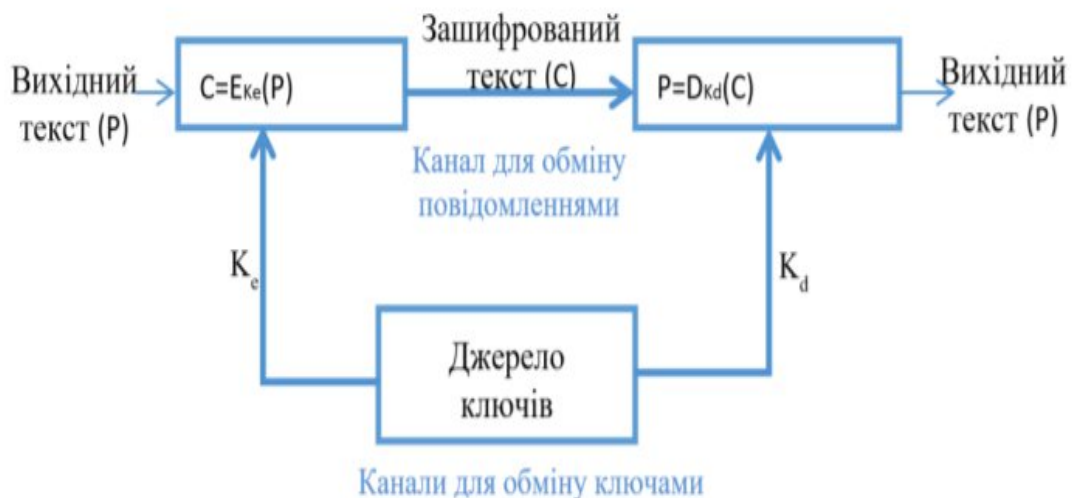 Вихідний
текст (P)
C=EKe(P)
Зашифрований
текст (C)
P=DKd(C)
Вихідний
текст (P)
Канал для обміну
повідомленнями
Ke
Kd
Джерело
ключів
Канали для обміну ключами